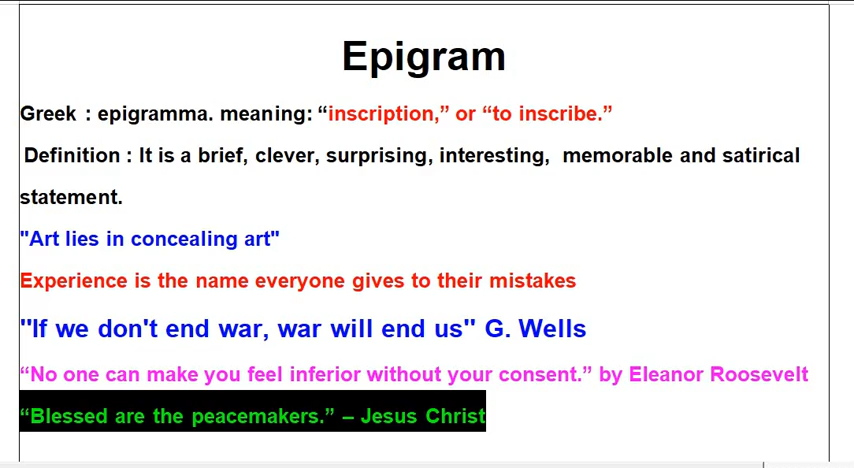 Epigram
Greek : epigramma. meaning: “inscription,” or “to inscribe.”
Definition : It is a brief, clever, surprising, interesting, memorable and satirical
statement.
"Art lies in concealing art"
Experience is the name everyone gives to their mistakes
"If we don't end war, war will end us" G. Wells
“No one can make you feel inferior without your consent.” by Eleanor Roosevelt
“Blessed are the peacemakers.” – Jesus Christ